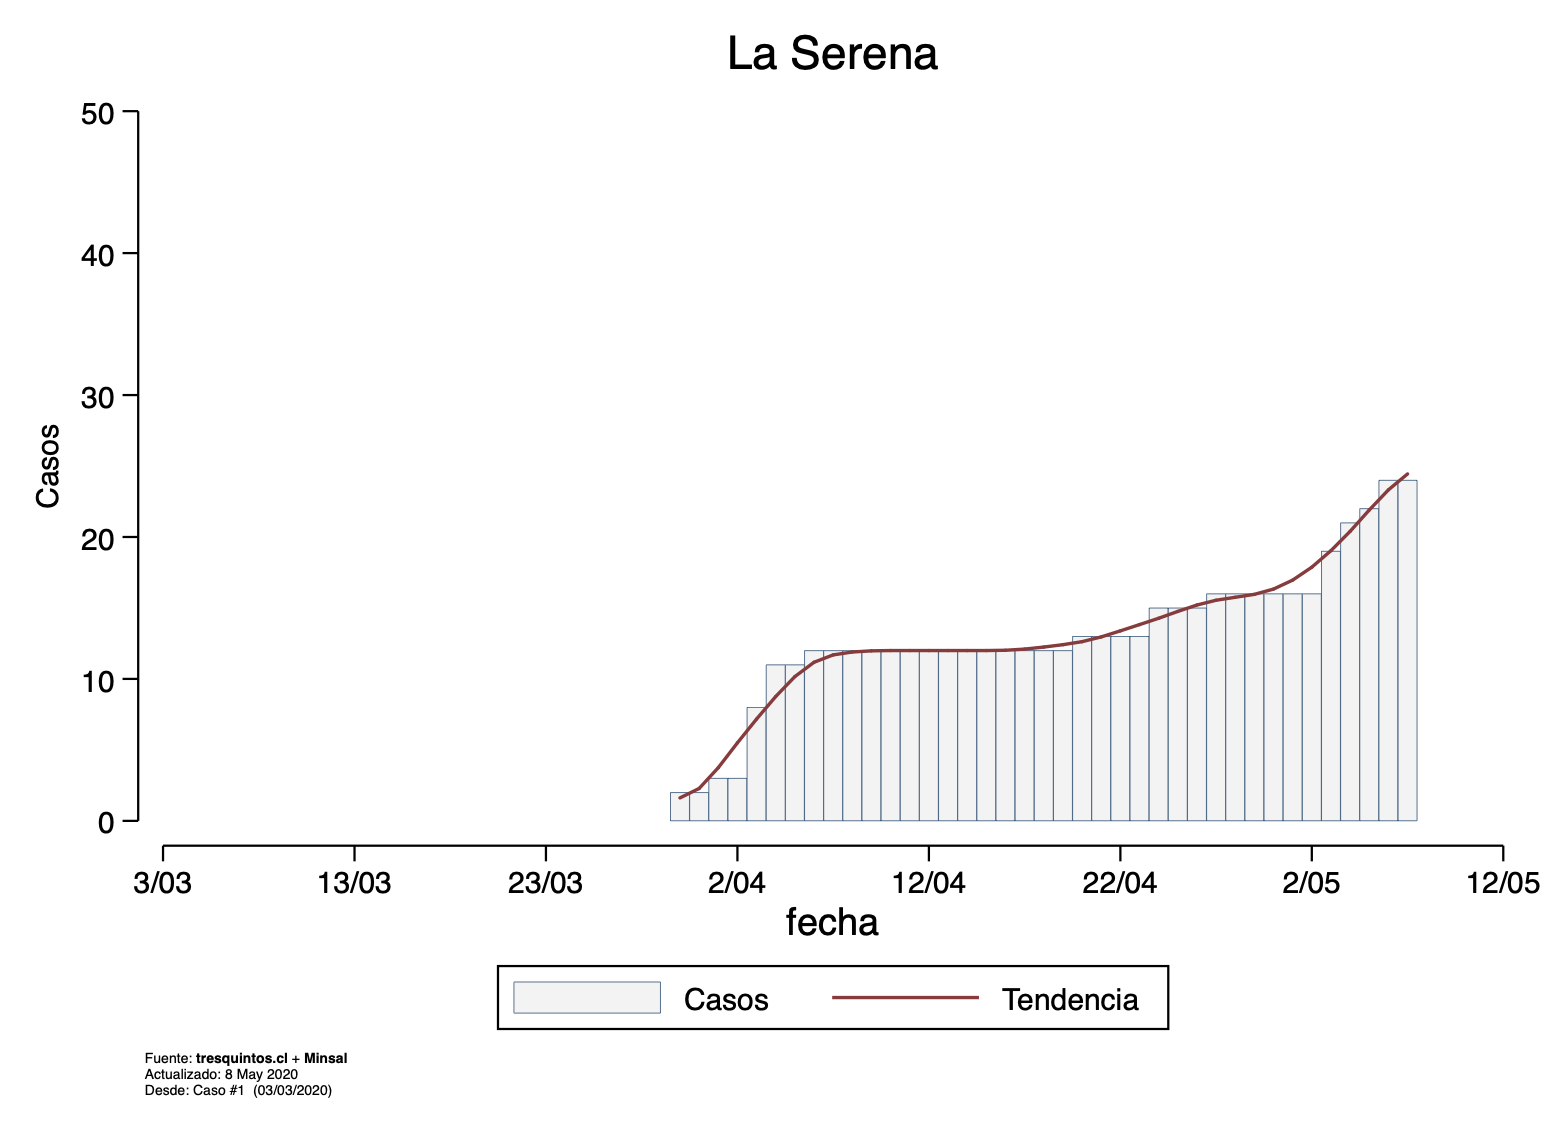 La Serena
50
40
30
20
10
0
Casos
3/03 13/03 23/03 2/04 12/04 22/04 2/05 12/05
fecha
Casos Tendencia
Fuente: tresquintos.cl + Minsal
Actualizado: 8 May 2020
Desde: Caso #1 (03/03/2020)